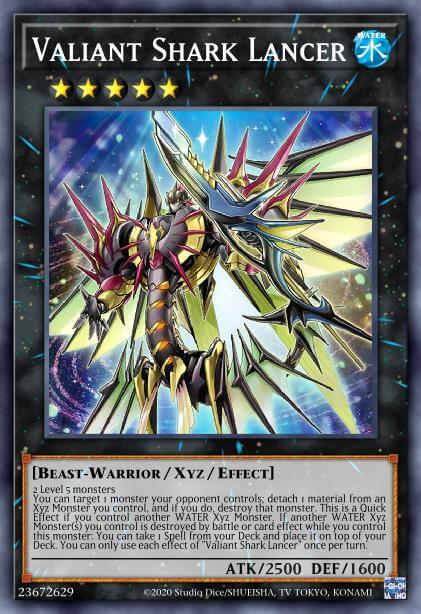 VALIANT SHARK LANCER
WATER
水
[BEAST-WARRIOR / XYZ / EFFECT]
2 Level 5 monsters
You can target 1 monster your opponent controls; detach 1 material from an
Xyz Monster you control, and if you do, destroy that monster. This is a Quick
Effect if you control another WATER Xyz Monster. If another WATER Xyz
Monster(s) you control is destroyed by battle or card effect while you control
this monster: You can take 1 Spell from your Deck and place it on top of
your Deck. You can only use each effect of "Valiant Shark Lancer" once per turn.
ATK/2500 DEF/1600
23672629
©2020 Studio Dice/SHUEISHA, TV TOKYO, KONAMI